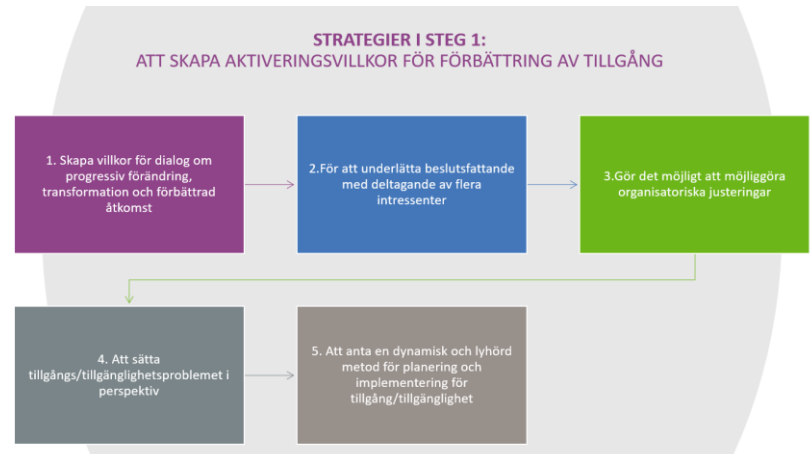 STRATEGIER I STEG 1:
ATT SKAPA AKTIVERINGSVILLKOR FÖR FÖRBÄTTRING AV TILLGÅNG
1. Skapa villkor för dialog om
progressiv förändring,
transformation och förbättrad
åtkomst
2.För att underlätta beslutsfattande
med deltagande av flera
intressenter
3.Gör det möjligt att möjliggöra
organisatoriska justeringar
4. Att sätta
tillgångs/tillgänglighetsproblemet i
perspektiv
5. Att anta en dynamisk och lyhörd
metod för planering och
implementering för
tillgång/tillgänglighet